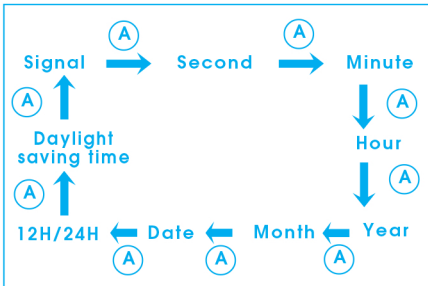 A A
Signal Second Minute
A A
Daylight
saving time
Hour
A A
12H/24H Date Month Year
A A A